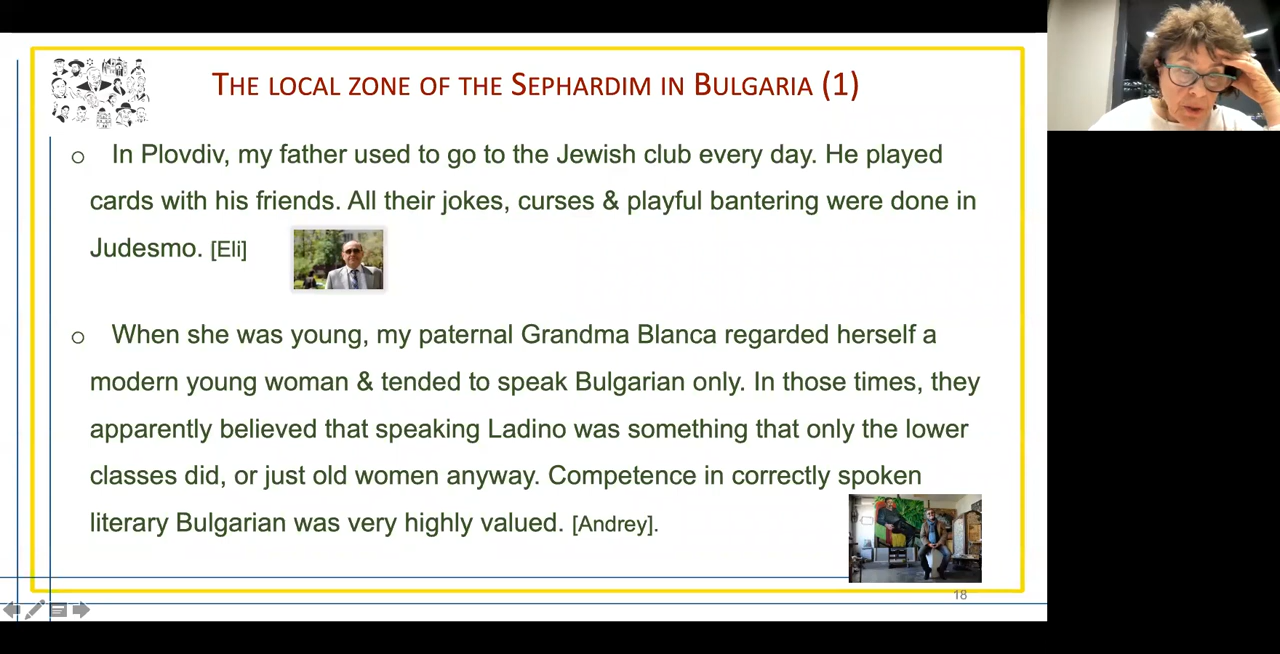 The local zone of the Sephardim in Bulgaria (1)
o In Plovdiv, my father used to go to the Jewish club every day. He played
cards with his friends. All their jokes, curses & playful bantering were done in
Judesmo. [Eli]
o When she was young, my paternal Grandma Blanca regarded herself a
modern young woman & tended to speak Bulgarian only. In those times, they
apparently believed that speaking Ladino was something that only the lower
classes did, or just old women anyway. Competence in correctly spoken
literary Bulgarian was very highly valued. [Andrey].
18